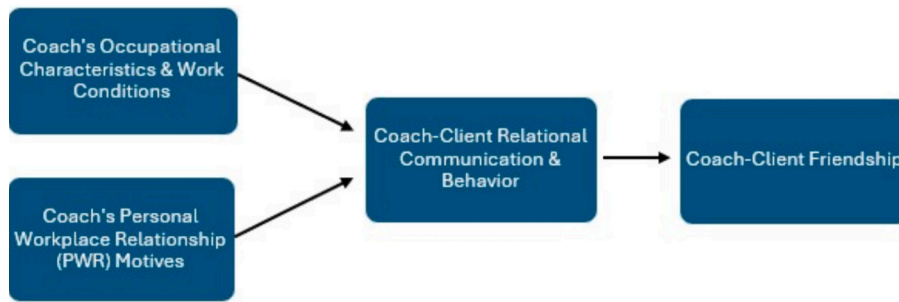 Coach's Occupational
Characteristics & Work
Conditions
Coach's Personal
Workplace Relationship
(PWR) Motives
Coach-Client Relational
Communication &
Behavior
Coach-Client Friendship